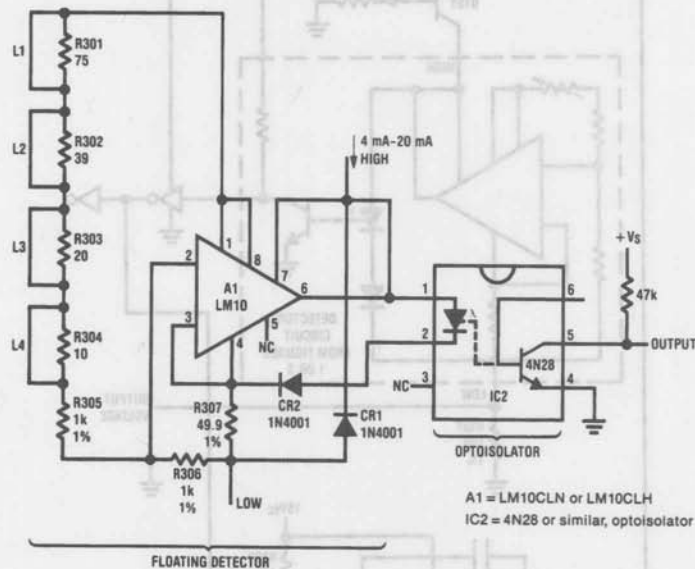 L1
R301
75
L2
R302
39
L3
R303
20
L4
R304
10
R305
1k
1%
R306
1k
1%
R307
49.9
1%
LOW
2
3
1
8
7
A1
LM10
6
5
4
NC
4 mA-20 mA
HIGH
CR2
1N4001
CR1
1N4001
1
2
NC
3
6
5
4
4N28
IC2
OPTOISOLATOR
+VS
47k
OUTPUT
A1 = LM10CLN or LM10CLH
IC2 = 4N28 or similar, optoisolator
FLOATING DETECTOR